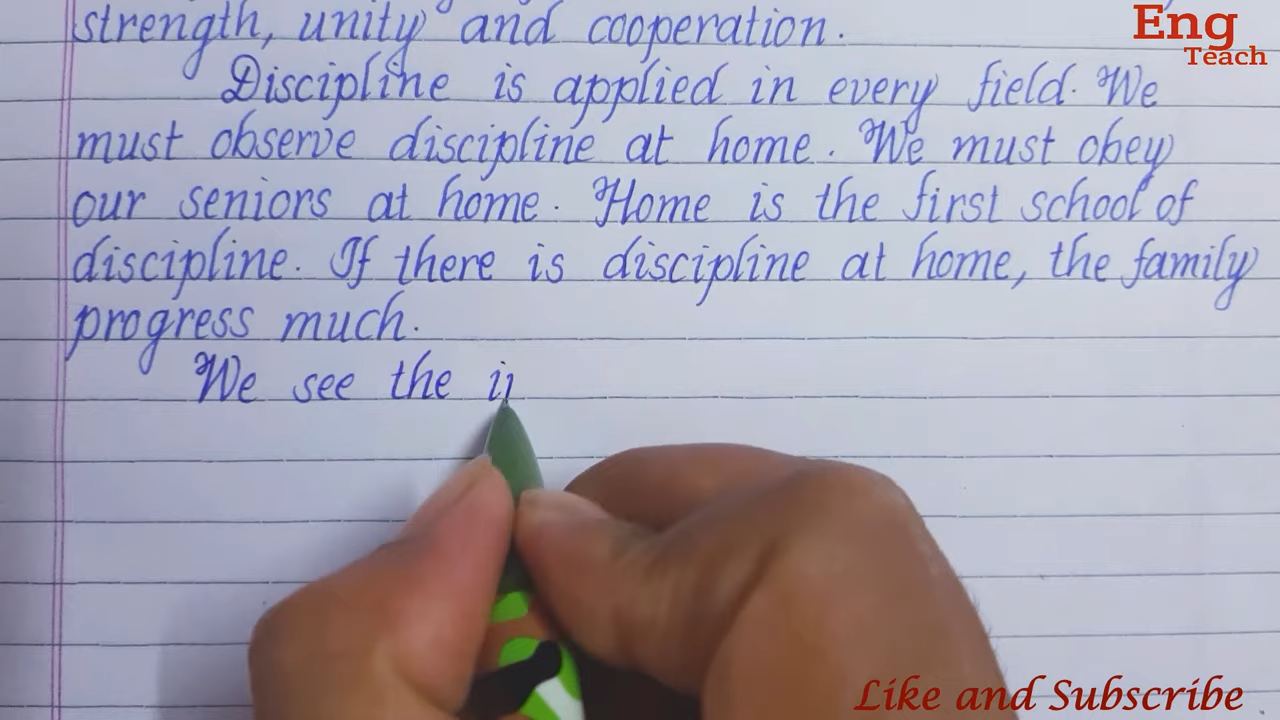 strength, unity and cooperation.
Discipline is applied in every field. We
must observe discipline at home. We must obey
our seniors at home. Home is the first school of
discipline. If there is discipline at home, the family
progress much.
We see the
Eng
Teach
Like and Subscribe